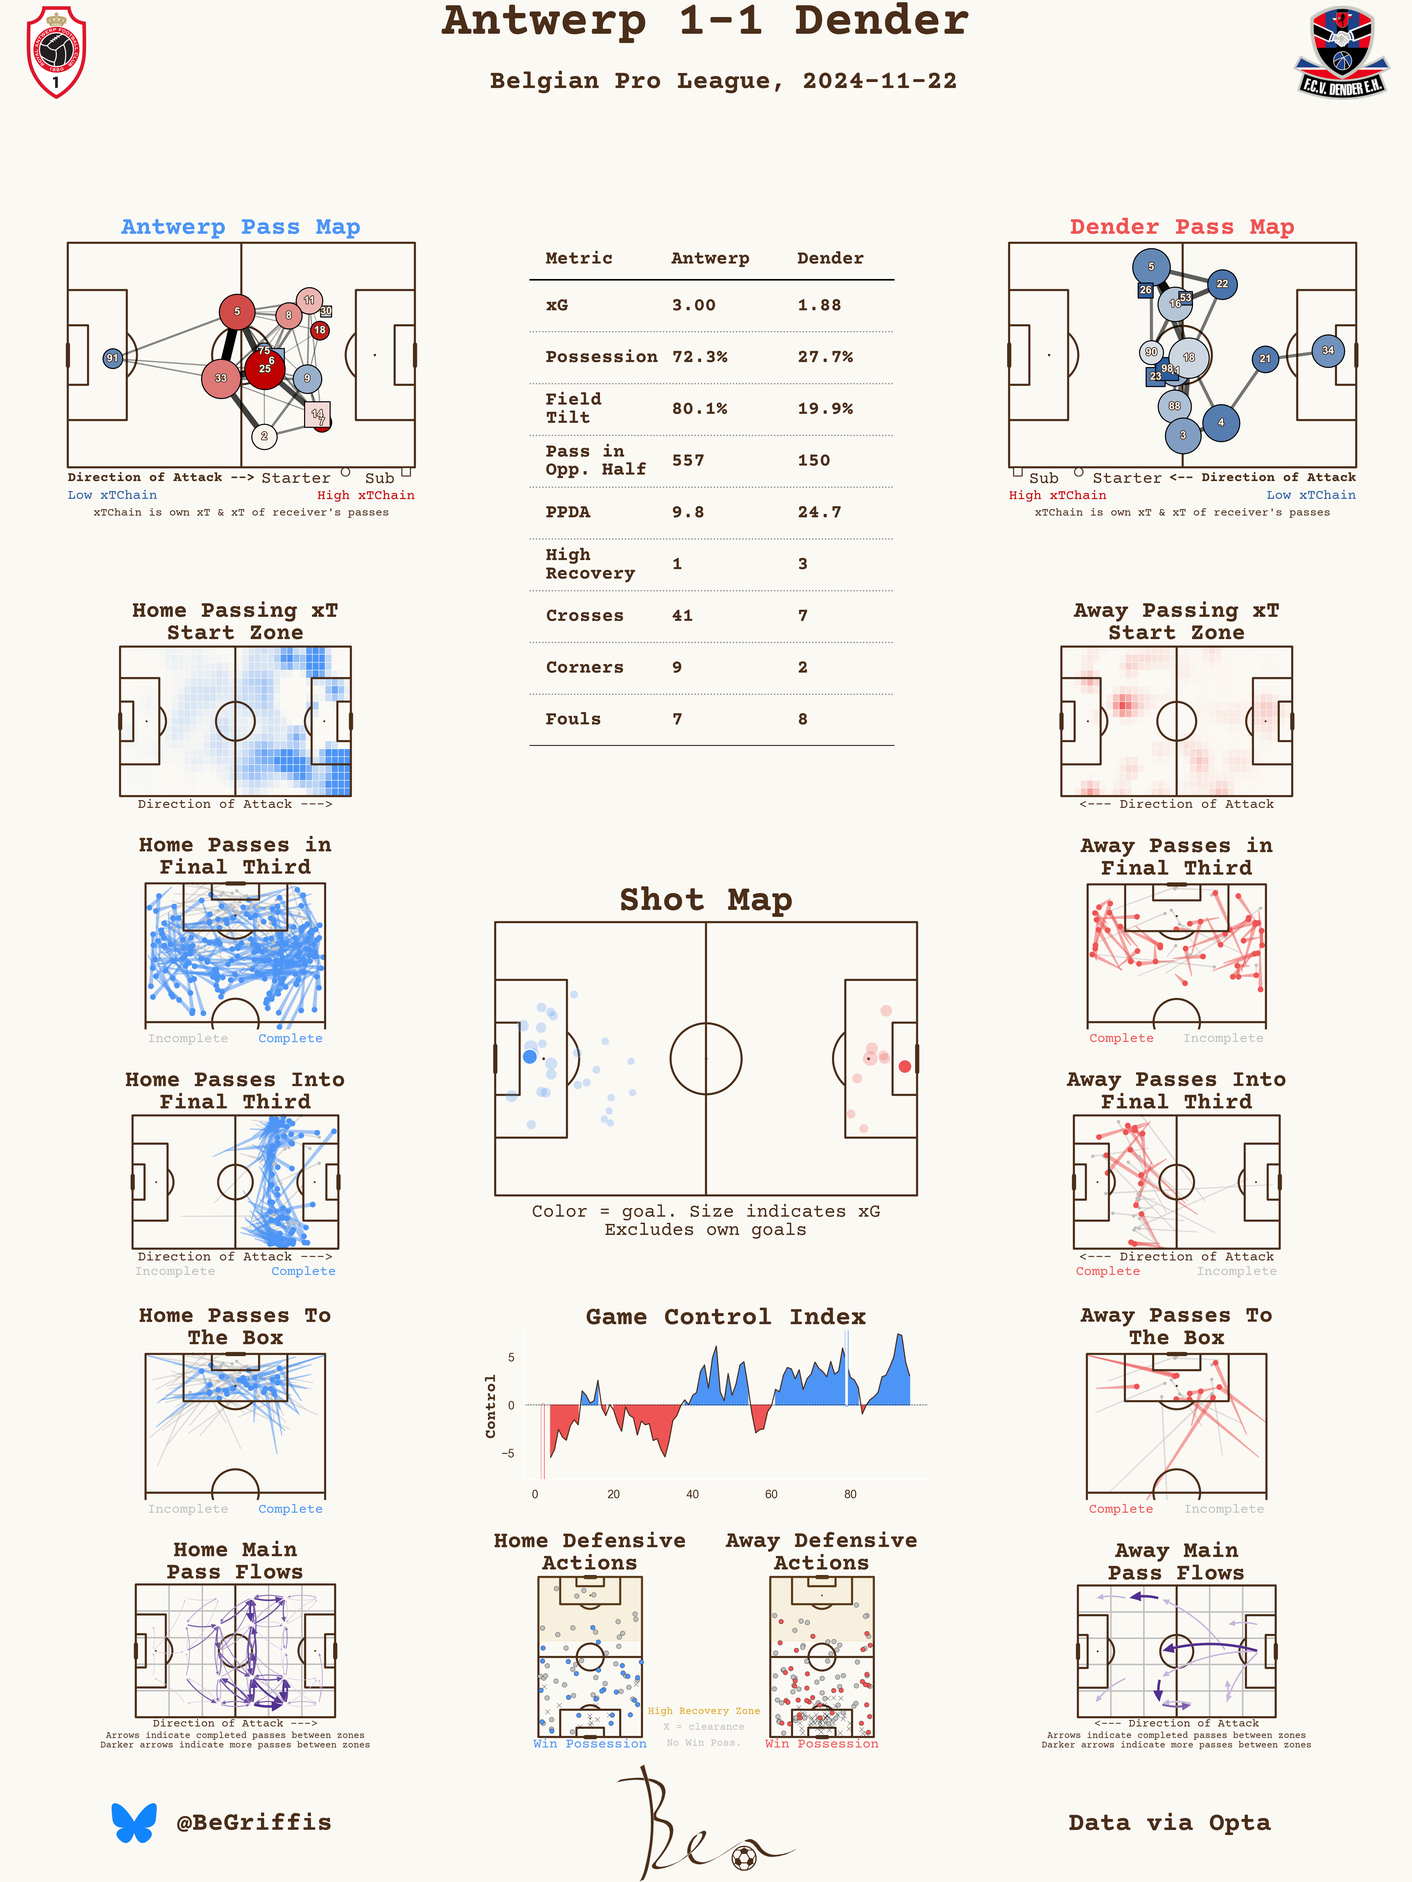 Antwerp 1-1 Dender
Belgian Pro League, 2024-11-22
1
F.C.V. DENDER E.H.
Antwerp Pass Map
91
5
33
8
11
30
18
75
6
25
9
14
7
2
Direction of Attack --> Starter Sub
Low xTChain High xTChain
xTChain is own xT & xT of receiver's passes
Metric Antwerp Dender
xG 3.00 1.88
Possession 72.3% 27.7%
Field
Tilt 80.1% 19.9%
Pass in
Opp. Half 557 150
PPDA 9.8 24.7
High
Recovery 1 3
Crosses 41 7
Corners 9 2
Fouls 7 8
Dender Pass Map
5
26
16
53
22
90
18
23
98
21
34
88
3
4
Sub Starter <-- Direction of Attack
High xTChain Low xTChain
xTChain is own xT & xT of receiver's passes
Home Passing xT
Start Zone
Direction of Attack --->
Away Passing xT
Start Zone
<--- Direction of Attack
Home Passes in
Final Third
Incomplete Complete
Away Passes in
Final Third
Complete Incomplete
Shot Map
Color = goal. Size indicates xG
Excludes own goals
Home Passes Into
Final Third
Direction of Attack --->
Incomplete Complete
Away Passes Into
Final Third
<--- Direction of Attack
Complete Incomplete
Home Passes To
The Box
Incomplete Complete
Game Control Index
Control
5
0
−5
0 20 40 60 80
Away Passes To
The Box
Complete Incomplete
Home Main
Pass Flows
Direction of Attack --->
Arrows indicate completed passes between zones
Darker arrows indicate more passes between zones
Home Defensive
Actions
Win Possession
High Recovery Zone
X = clearance
No Win Poss.
Away Defensive
Actions
Win Possession
Away Main
Pass Flows
<--- Direction of Attack
Arrows indicate completed passes between zones
Darker arrows indicate more passes between zones
@BeGriffis
Ben
Data via Opta